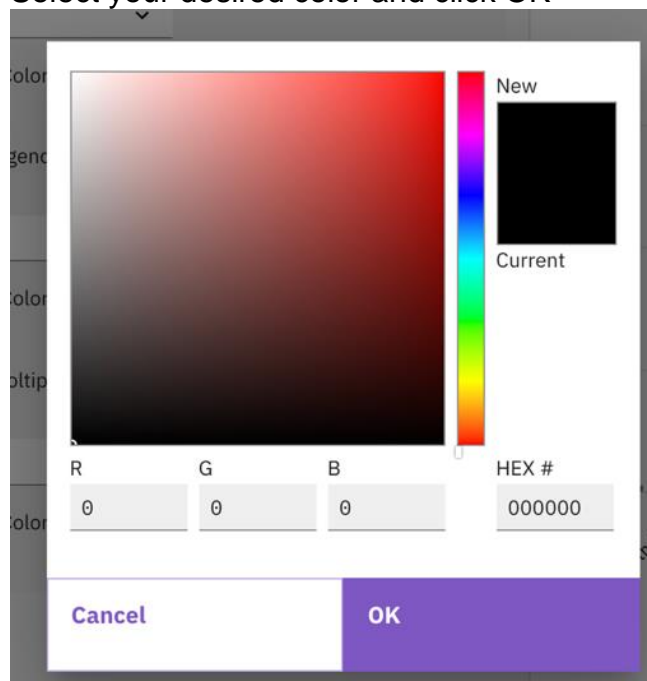 Select your desired color and click OK
New
Current
R G B HEX #
0 0 0 000000
Cancel OK